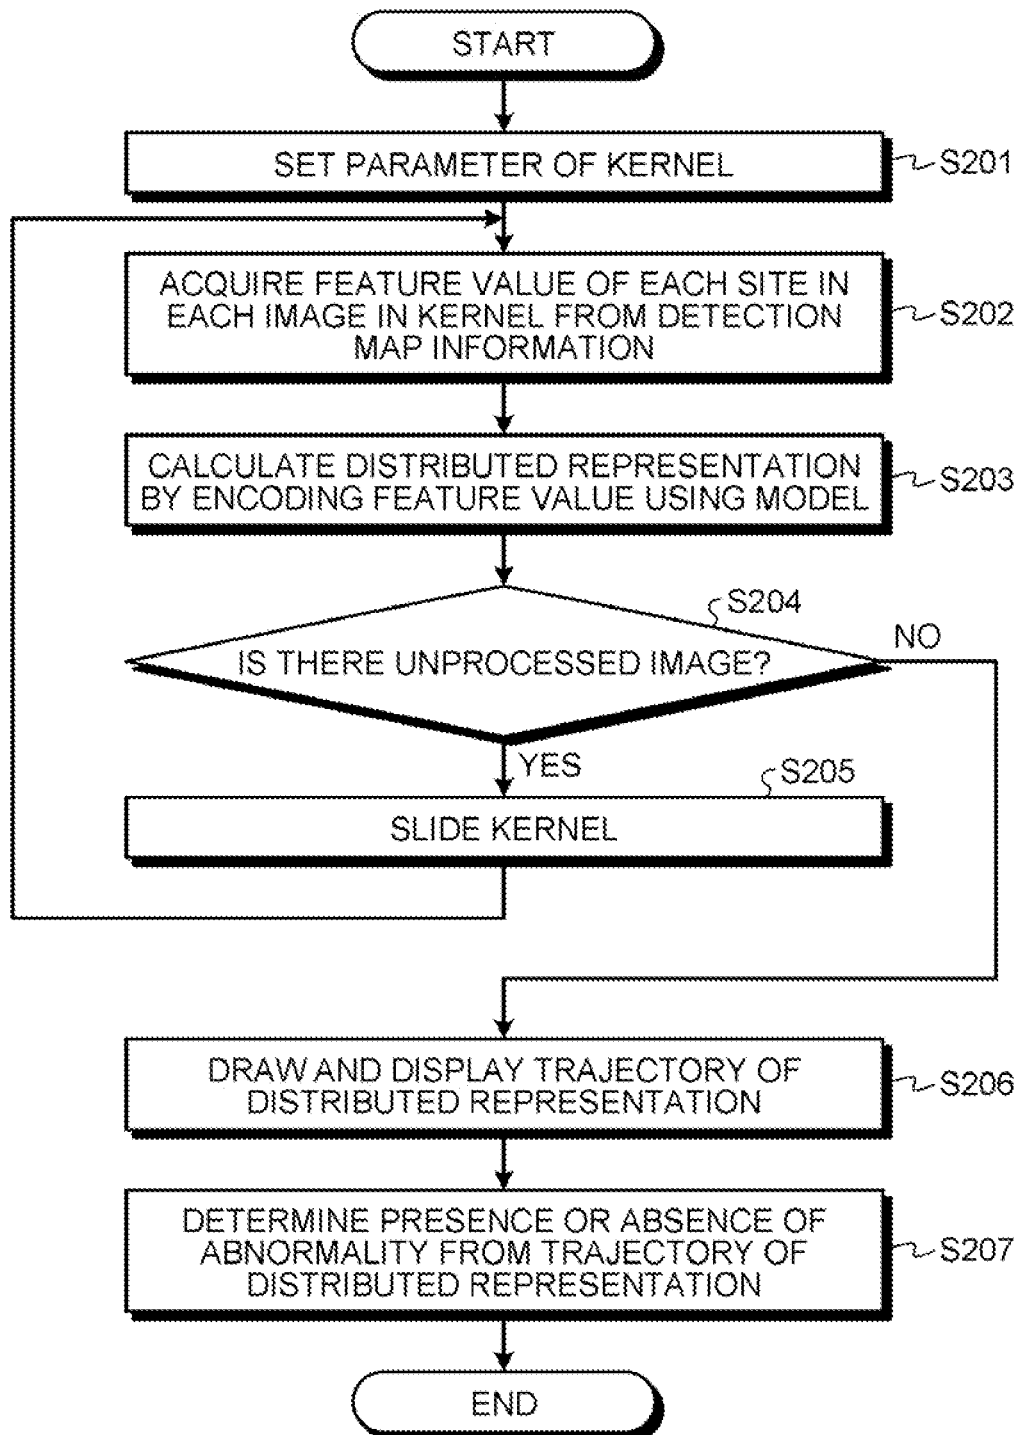 START
SET PARAMETER OF KERNEL
S201
ACQUIRE FEATURE VALUE OF EACH SITE IN
EACH IMAGE IN KERNEL FROM DETECTION
MAP INFORMATION
S202
CALCULATE DISTRIBUTED REPRESENTATION
BY ENCODING FEATURE VALUE USING MODEL
S203
S204
IS THERE UNPROCESSED IMAGE?
NO
YES
S205
SLIDE KERNEL
DRAW AND DISPLAY TRAJECTORY OF
DISTRIBUTED REPRESENTATION
S206
DETERMINE PRESENCE OR ABSENCE OF
ABNORMALITY FROM TRAJECTORY OF
DISTRIBUTED REPRESENTATION
S207
END